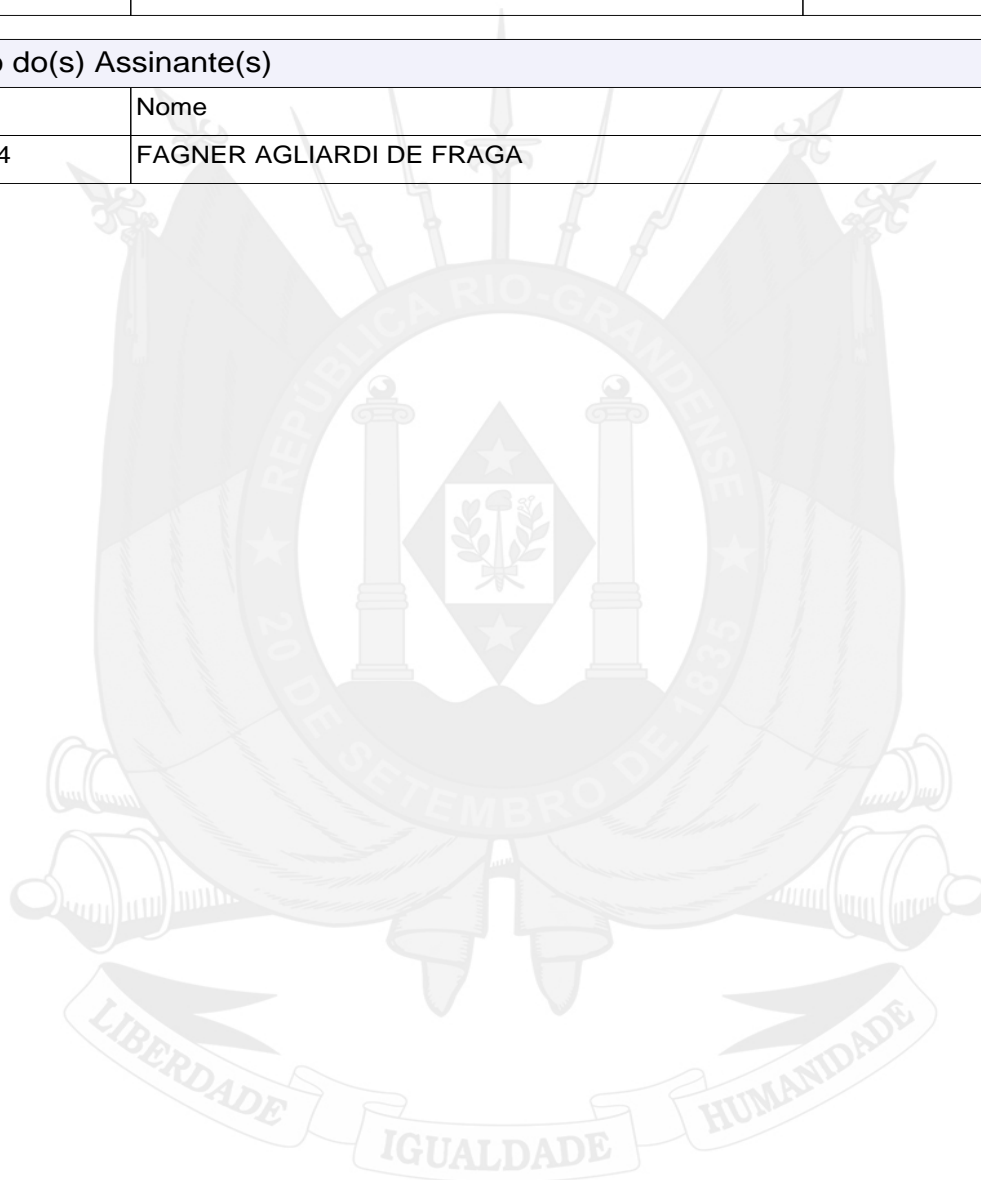 o do(s) Assinante(s)
Nome
4 FAGNER AGLIARDI DE FRAGA
REPÚBLICA RIO-GRANDENSE
★ 20 DE SETEMBRO DE 1835 ★
LIBERDADE
IGUALDADE
HUMANIDADE